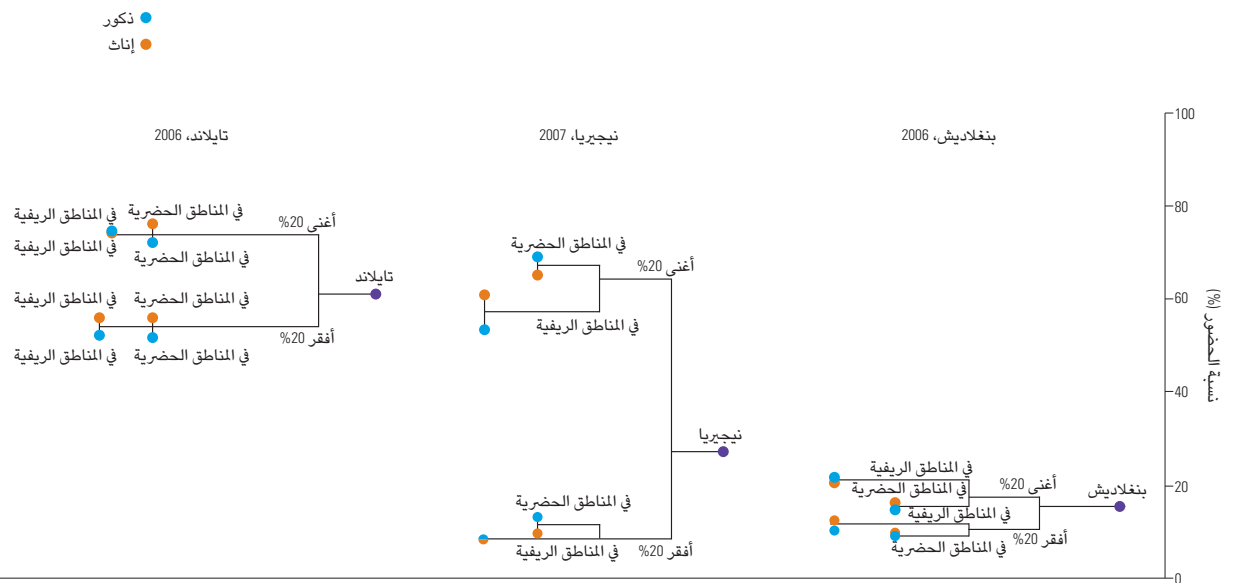 ذكور
إناث
بنغلاديش، 2006
نيجيريا، 2007
تايلاند، 2006
100
80
60
40
20
0
نسبة الحضور (%)
بنغلاديش
أغنى 20%
في المناطق الريفية
في المناطق الحضرية
أفقر 20%
في المناطق الريفية
في المناطق الحضرية
نيجيريا
أغنى 20%
في المناطق الحضرية
في المناطق الريفية
أفقر 20%
في المناطق الحضرية
في المناطق الريفية
تايلاند
أغنى 20%
في المناطق الحضرية
في المناطق الريفية
في المناطق الحضرية
في المناطق الريفية
أفقر 20%
في المناطق الحضرية
في المناطق الريفية
في المناطق الحضرية
في المناطق الريفية